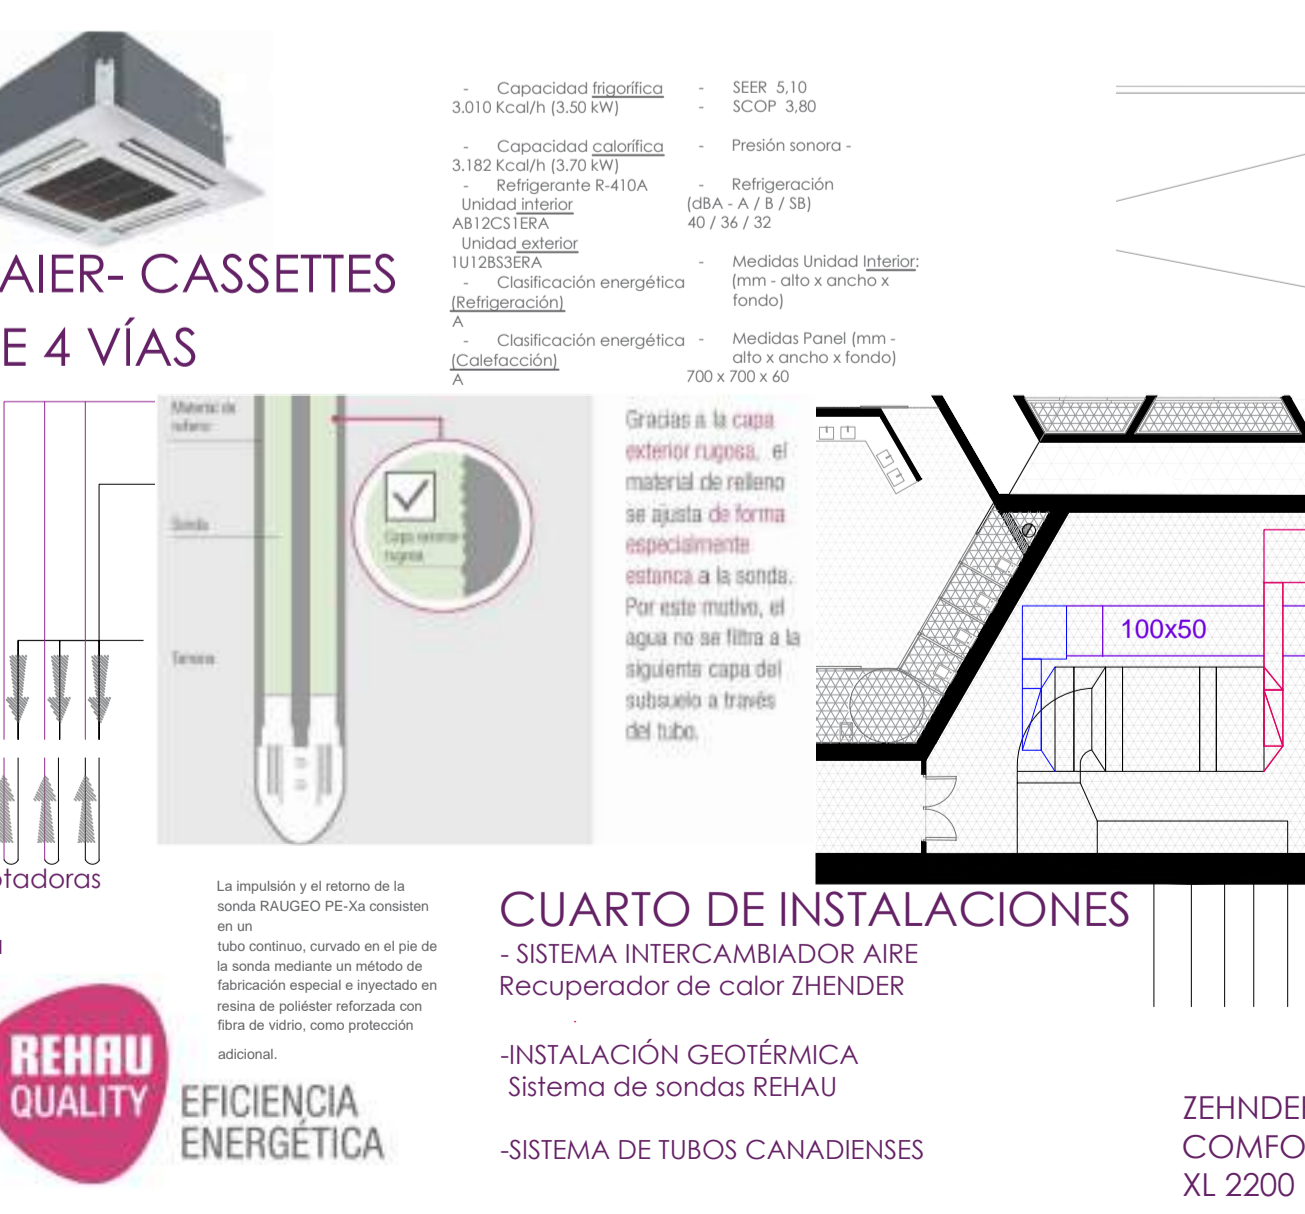 AIER- CASSETTES
E 4 VÍAS
- Capacidad frigorífica
3.010 Kcal/h (3.50 kW)
- Capacidad calorífica
3.182 Kcal/h (3.70 kW)
- Refrigerante R-410A
Unidad interior
AB12CS1ERA
Unidad exterior
1U12BS3ERA
- Clasificación energética
(Refrigeración)
A
- Clasificación energética
(Calefacción)
A
- SEER 5,10
- SCOP 3,80
- Presión sonora -
- Refrigeración
(dBA - A / B / SB)
40 / 36 / 32
- Medidas Unidad Interior:
(mm - alto x ancho x
fondo)
- Medidas Panel (mm -
alto x ancho x fondo)
700 x 700 x 60
Material de
relleno
Sonda
Capa exterior
rugosa
Gracias a la capa
exterior rugosa, el
material de relleno
se ajusta de forma
especialmente
estanca a la sonda.
Por este motivo, el
agua no se filtra a la
siguiente capa del
subsuelo a través
del tubo.
100x50
otadoras
La impulsión y el retorno de la
sonda RAUGEO PE-Xa consisten
en un
tubo continuo, curvado en el pie de
la sonda mediante un método de
fabricación especial e inyectado en
resina de poliéster reforzada con
fibra de vidrio, como protección
adicional.
REHAU
QUALITY
EFICIENCIA
ENERGÉTICA
CUARTO DE INSTALACIONES
- SISTEMA INTERCAMBIADOR AIRE
Recuperador de calor ZHENDER
-INSTALACIÓN GEOTÉRMICA
Sistema de sondas REHAU
-SISTEMA DE TUBOS CANADIENSES
ZEHNDE
COMFO
XL 2200